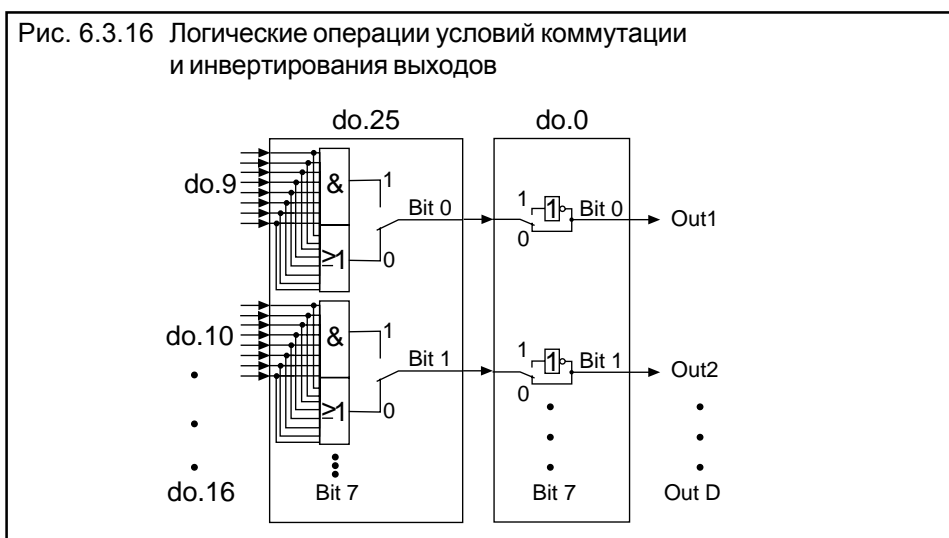 Рис. 6.3.16 Логические операции условий коммутации
и инвертирования выходов
do.25 do.0
do.9
&
1
≥1
0
Bit 0
1
0
1
Bit 0
Out1
do.10
&
1
≥1
0
Bit 1
1
0
1
Bit 1
Out2
do.16 Bit 7 Bit 7 Out D